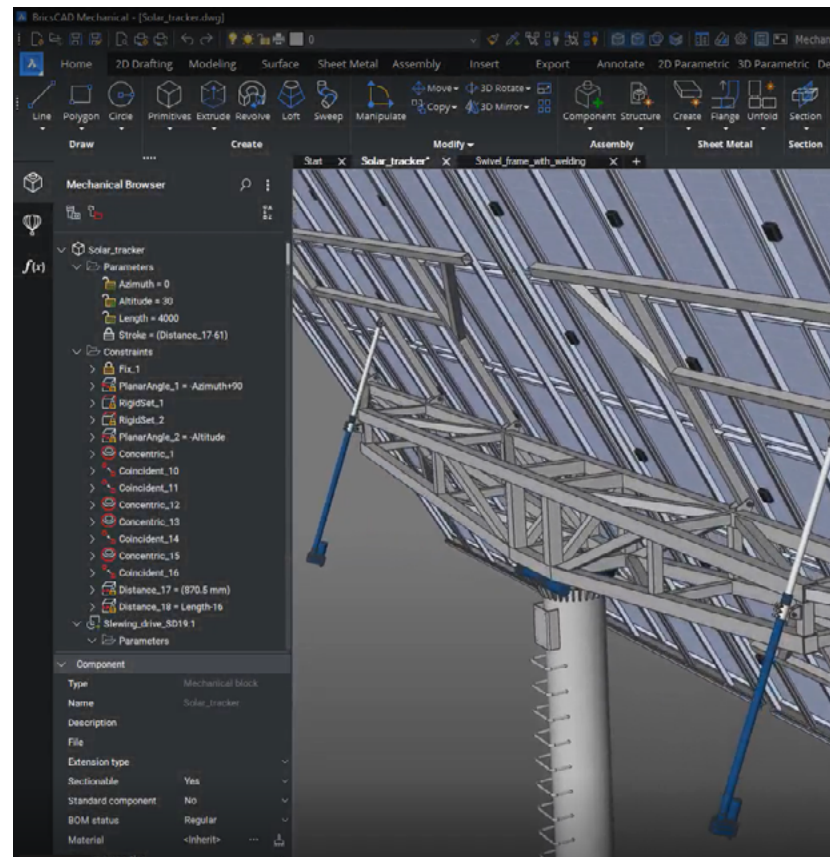 BricsCAD Mechanical - [Solar_tracker.dwg]
0
Mechan
Home 2D Drafting Modeling Surface Sheet Metal Assembly Insert Export Annotate 2D Parametric 3D Parametric De
Move 3D Rotate
Copy 3D Mirror
Line Polygon Circle Primitives Extrude Revolve Loft Sweep Manipulate Component Structure Create Flange Unfold Section
Draw Create Modify Assembly Sheet Metal Section
Start X Solar_tracker* X Swivel_frame_with_welding X +
Mechanical Browser
f(x)
Solar_tracker
Parameters
Azimuth = 0
Altitude = 30
Length = 4000
Stroke = (Distance_17-61)
Constraints
Fix_1
PlanarAngle_1 = -Azimuth+90
RigidSet_1
RigidSet_2
PlanarAngle_2 = -Altitude
Concentric_1
Coincident_10
Coincident_11
Concentric_12
Concentric_13
Coincident_14
Concentric_15
Coincident_16
Distance_17 = (870.5 mm)
Distance_18 = Length-16
Slewing_drive_SD19:1
Parameters
Component
Type Mechanical block
Name Solar_tracker
Description
File
Extension type
Sectionable Yes
Standard component No
BOM status Regular
Material <Inherit> ...